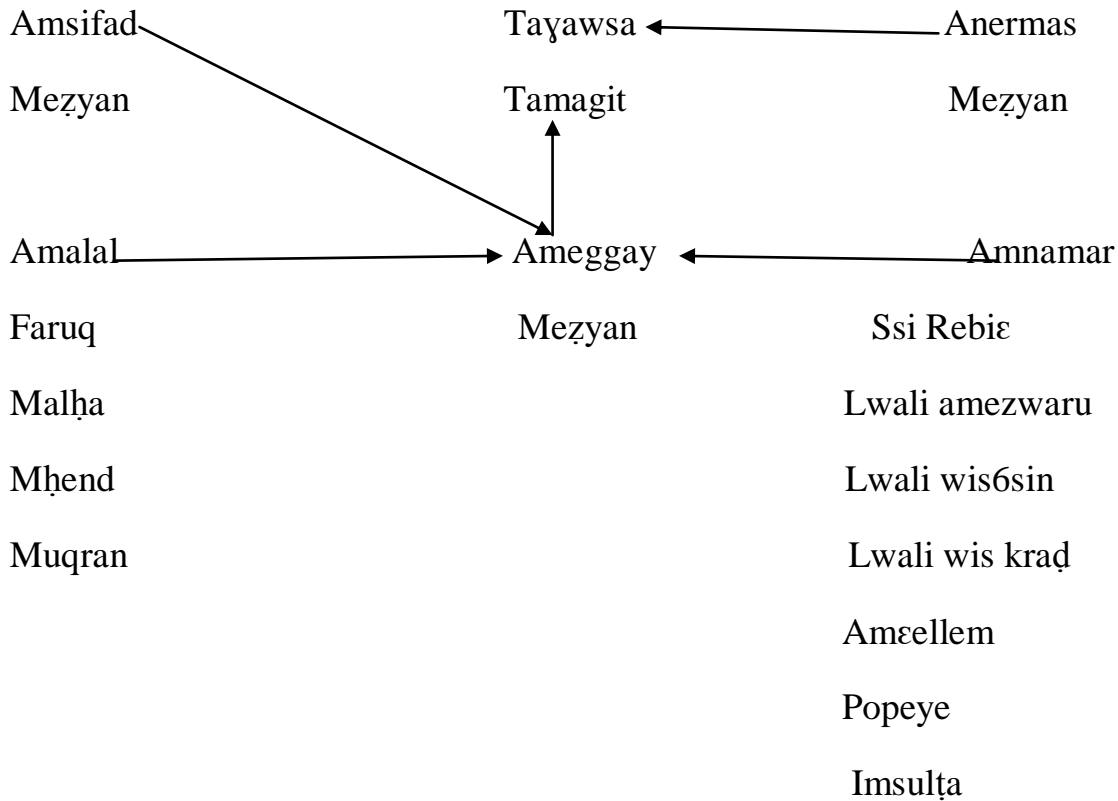 Amsifad Taɣawsa Anermas
Meẓyan Tamagit Meẓyan
Amalal Ameggay Amnamar
Faruq Meẓyan Ssi Rebiɛ
Malḥa Lwali amezwaru
Mḥend Lwali wis6sin
Muqran Lwali wis kraḍ
Amɛellem
Popeye
Imsulṭa